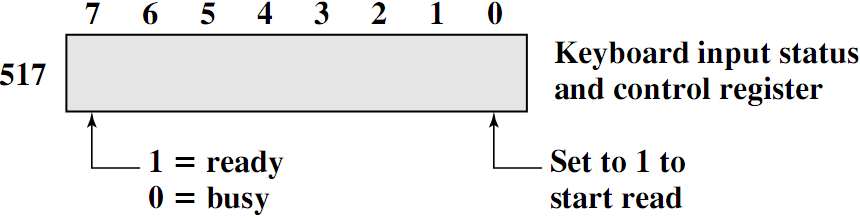 7 6 5 4 3 2 1 0
517
Keyboard input status
and control register
1 = ready
0 = busy
Set to 1 to
start read